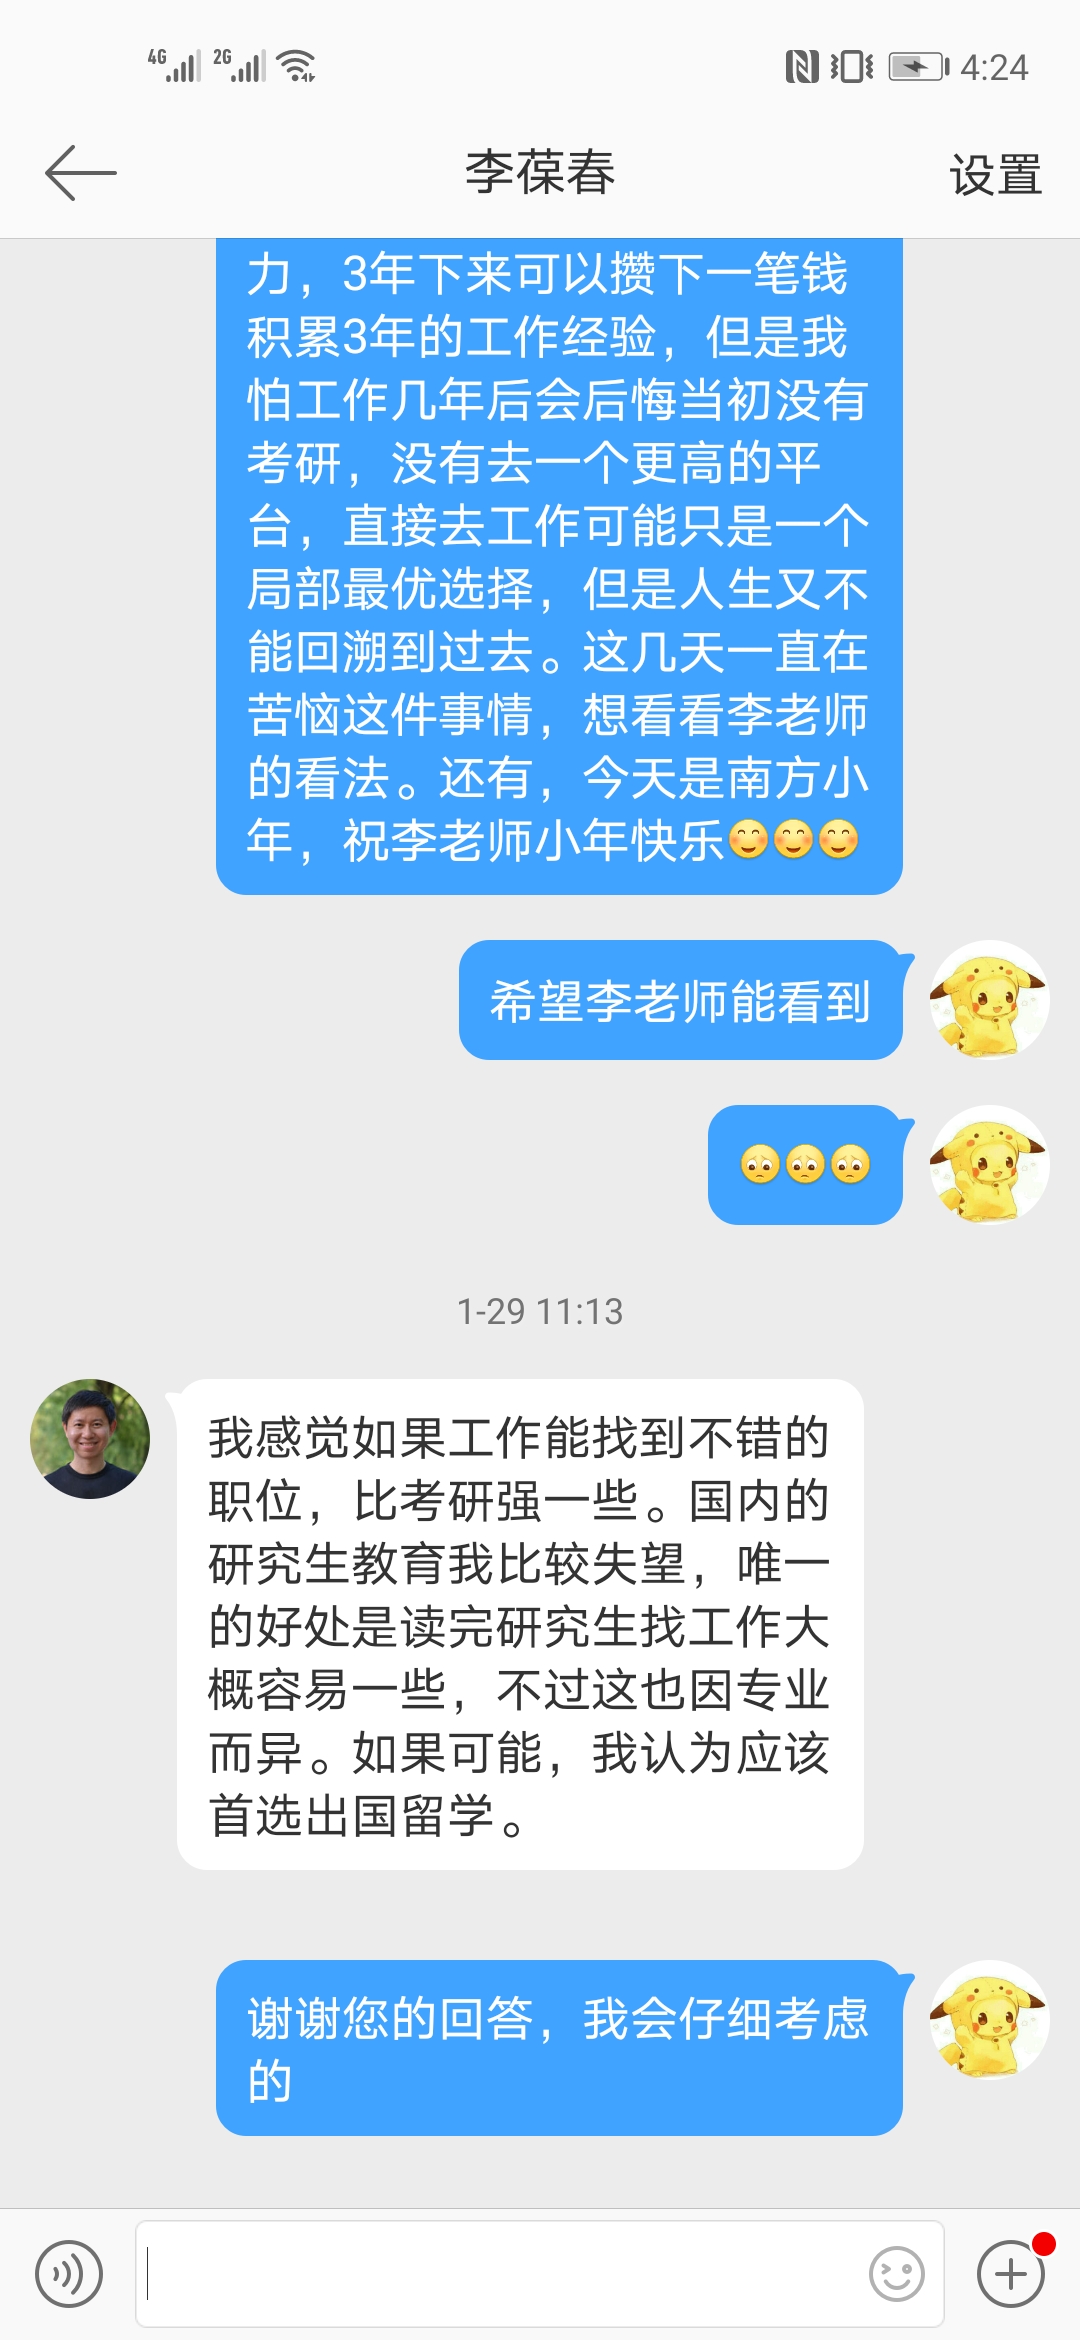 4G 2G 4:24
李葆春 设置
力，3年下来可以攒下一笔钱
积累3年的工作经验，但是我
怕工作几年后会后悔当初没有
考研，没有去一个更高的平
台，直接去工作可能只是一个
局部最优选择，但是人生又不
能回溯到过去。这几天一直在
苦恼这件事情，想看看李老师
的看法。还有，今天是南方小
年，祝李老师小年快乐😊😊😊
希望李老师能看到
🥺🥺🥺
1-29 11:13
我感觉如果工作能找到不错的
职位，比考研强一些。国内的
研究生教育我比较失望，唯一
的好处是读完研究生找工作大
概容易一些，不过这也因专业
而异。如果可能，我认为应该
首选出国留学。
谢谢您的回答，我会仔细考虑
的